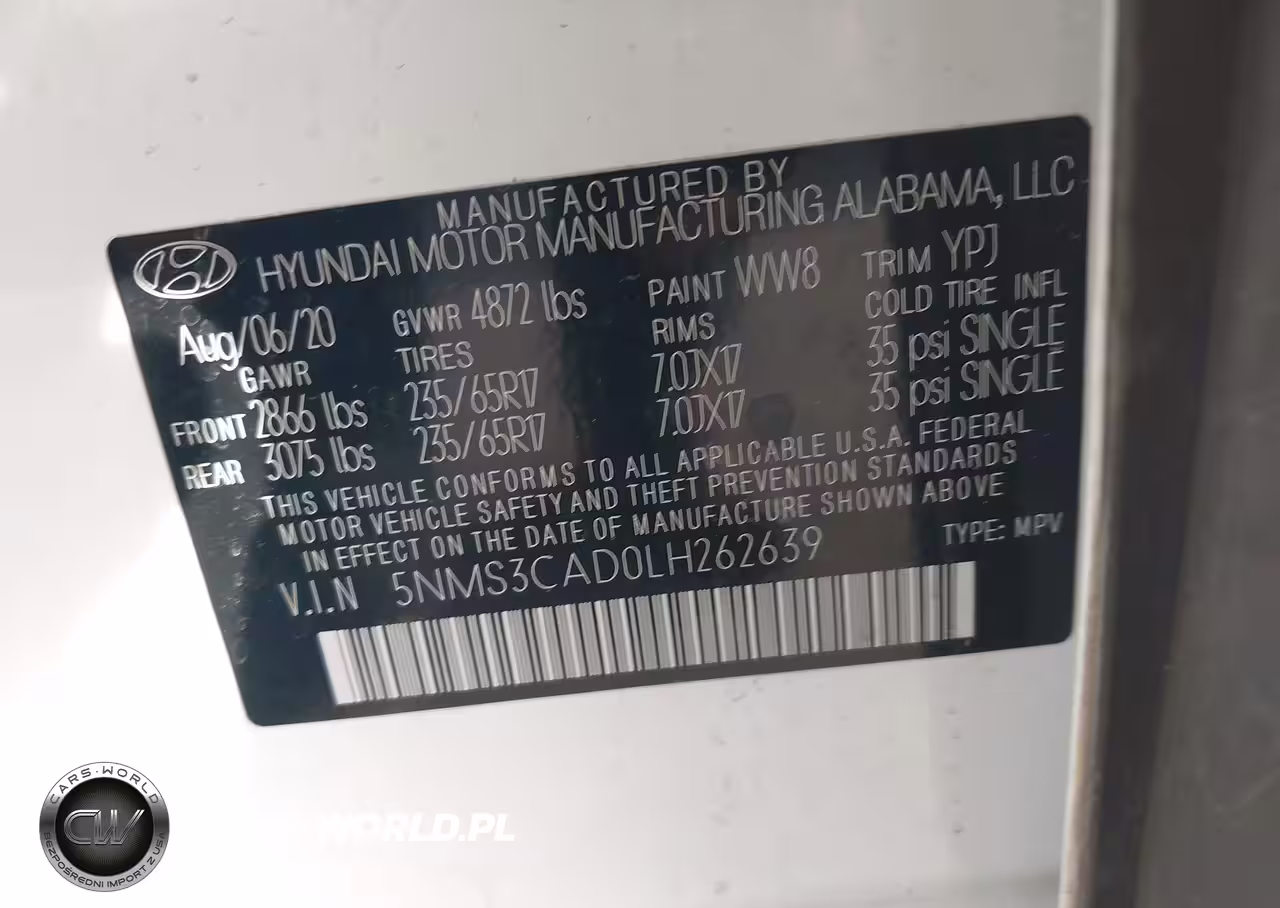 MANUFACTURED BY
HYUNDAI MOTOR MANUFACTURING ALABAMA, LLC
Aug/06/20 GVWR 4872 lbs PAINT WW8 TRIM YPJ
GAWR TIRES RIMS COLD TIRE INFL
FRONT 2866 lbs 235/65R17 7.0JX17 35 psi SINGLE
REAR 3075 lbs 235/65R17 7.0JX17 35 psi SINGLE
THIS VEHICLE CONFORMS TO ALL APPLICABLE U.S.A. FEDERAL
MOTOR VEHICLE SAFETY AND THEFT PREVENTION STANDARDS
IN EFFECT ON THE DATE OF MANUFACTURE SHOWN ABOVE
V.I.N 5NMS3CAD0LH262639 TYPE: MPV
CARS-WORLD
CW
BEZPOŚREDNI IMPORT Z USA
WORLD.PL